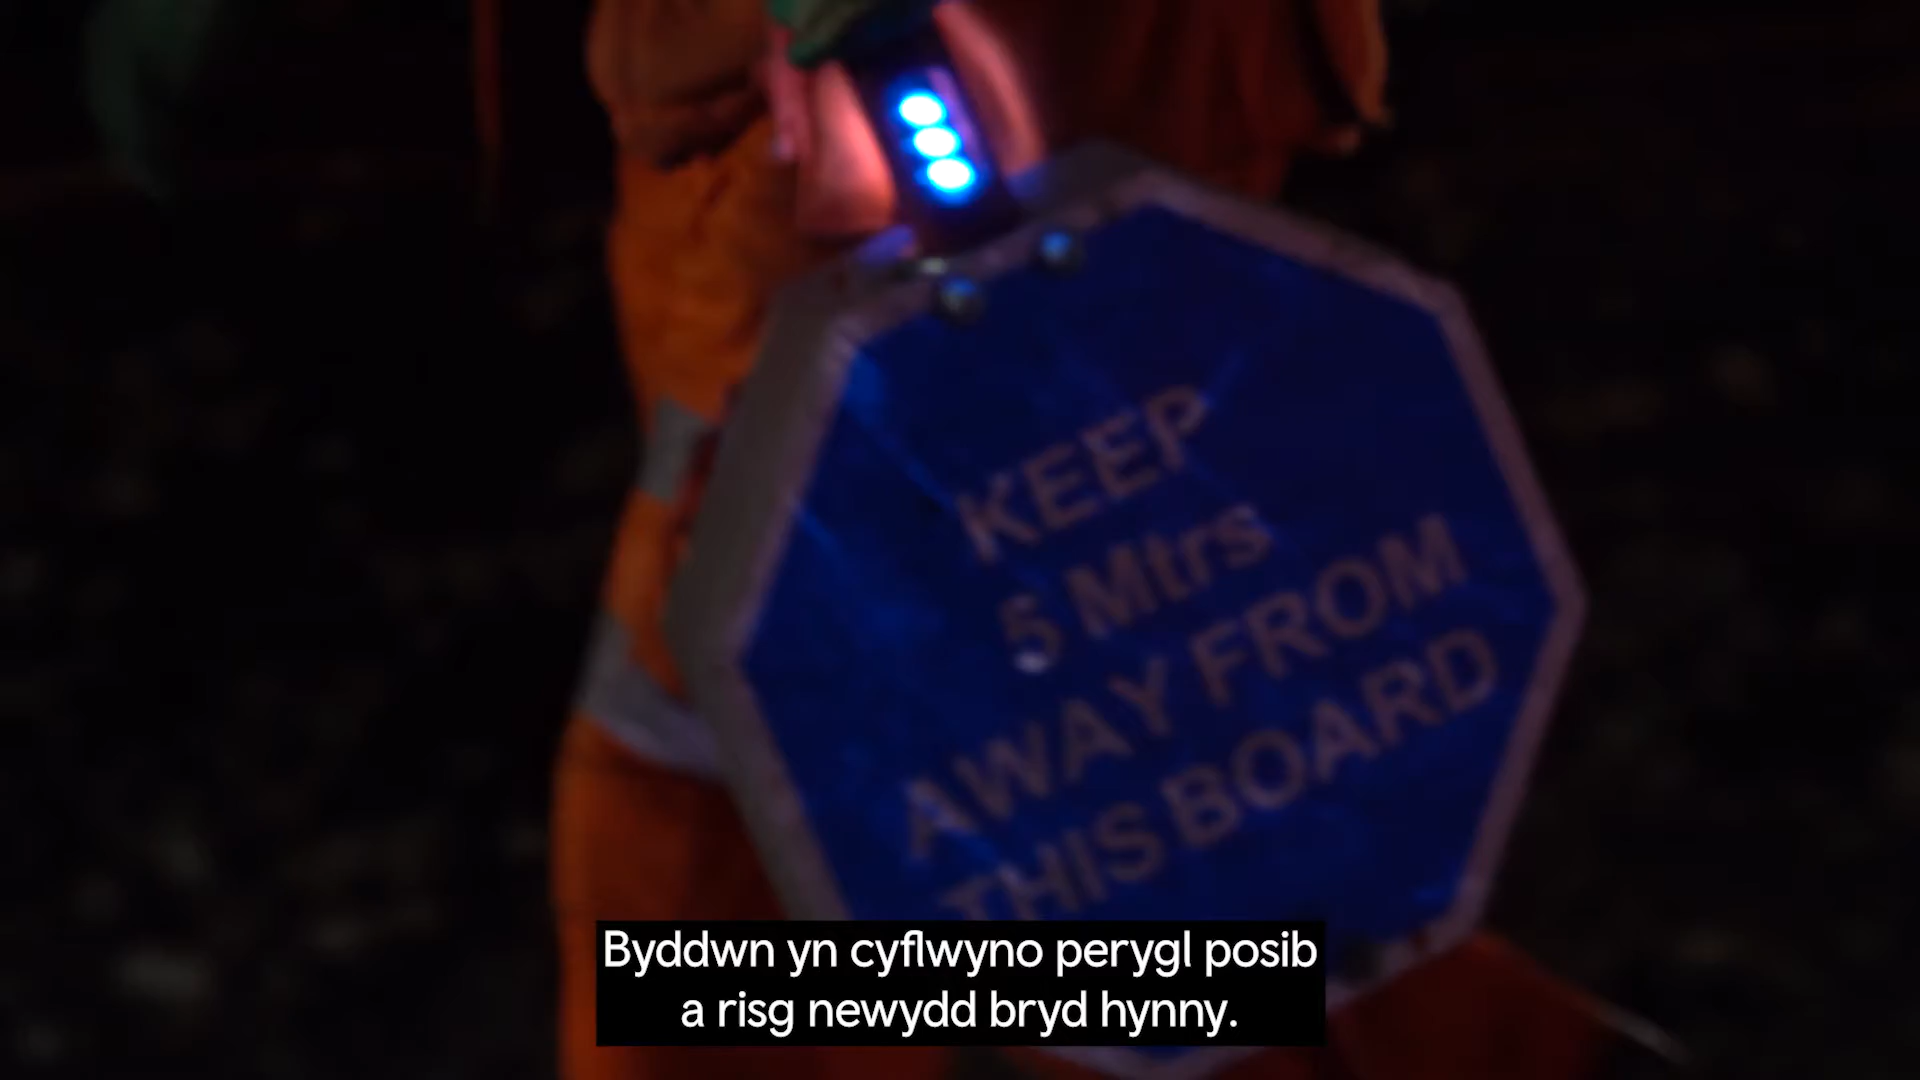 KEEP
5 Mtrs
AWAY FROM
THIS BOARD
Byddwn yn cyflwyno perygl posib
a risg newydd bryd hynny.